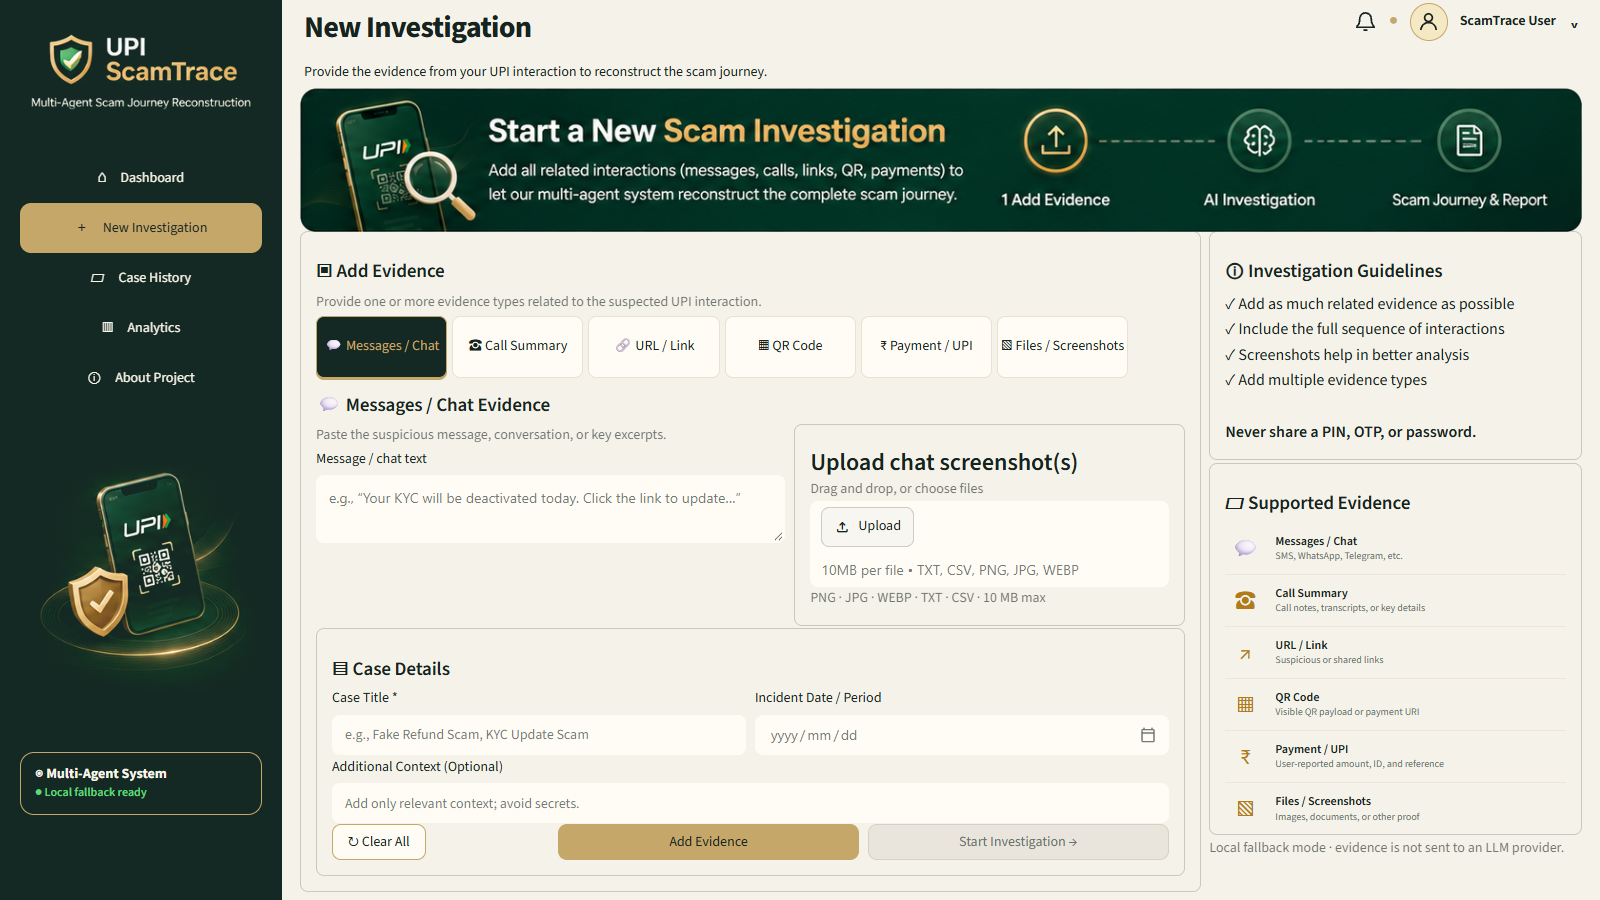 UPI
ScamTrace
Multi-Agent Scam Journey Reconstruction
Dashboard
+ New Investigation
Case History
Analytics
About Project
UPI
Multi-Agent System
Local fallback ready
New Investigation
ScamTrace User
Provide the evidence from your UPI interaction to reconstruct the scam journey.
UPI
Start a New Scam Investigation
Add all related interactions (messages, calls, links, QR, payments) to
let our multi-agent system reconstruct the complete scam journey.
1 Add Evidence
AI Investigation
Scam Journey & Report
Add Evidence
Provide one or more evidence types related to the suspected UPI interaction.
Messages / Chat
Call Summary
URL / Link
QR Code
₹ Payment / UPI
Files / Screenshots
Messages / Chat Evidence
Paste the suspicious message, conversation, or key excerpts.
Message / chat text
e.g., “Your KYC will be deactivated today. Click the link to update...”
Upload chat screenshot(s)
Drag and drop, or choose files
Upload
10MB per file • TXT, CSV, PNG, JPG, WEBP
PNG · JPG · WEBP · TXT · CSV · 10 MB max
Case Details
Case Title *
Incident Date / Period
e.g., Fake Refund Scam, KYC Update Scam
yyyy / mm / dd
Additional Context (Optional)
Add only relevant context; avoid secrets.
↻ Clear All
Add Evidence
Start Investigation →
Investigation Guidelines
✓ Add as much related evidence as possible
✓ Include the full sequence of interactions
✓ Screenshots help in better analysis
✓ Add multiple evidence types
Never share a PIN, OTP, or password.
Supported Evidence
Messages / Chat
SMS, WhatsApp, Telegram, etc.
Call Summary
Call notes, transcripts, or key details
URL / Link
Suspicious or shared links
QR Code
Visible QR payload or payment URI
₹ Payment / UPI
User-reported amount, ID, and reference
Files / Screenshots
Images, documents, or other proof
Local fallback mode · evidence is not sent to an LLM provider.